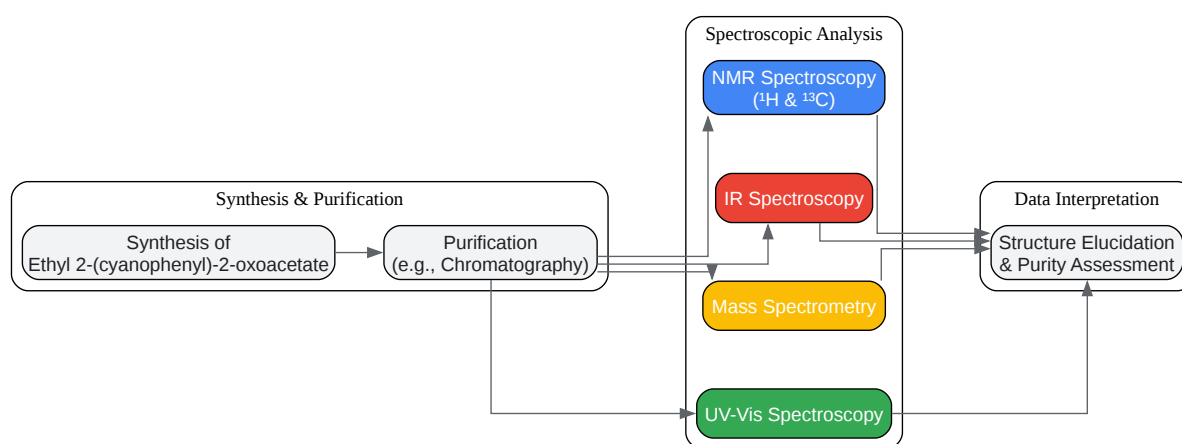 Synthesis & Purification
Synthesis of
Ethyl 2-(cyanophenyl)-2-oxoacetate
Purification
(e.g., Chromatography)
Spectroscopic Analysis
NMR Spectroscopy
(¹H & ¹³C)
IR Spectroscopy
Mass Spectrometry
UV-Vis Spectroscopy
Data Interpretation
Structure Elucidation
& Purity Assessment